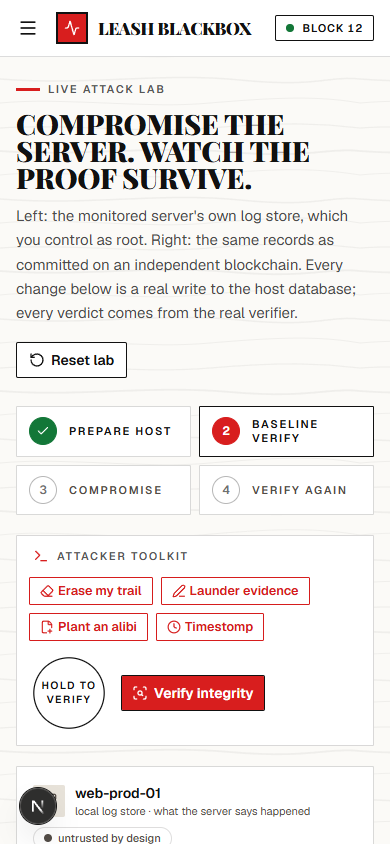 LEASH BLACKBOX
BLOCK 12
LIVE ATTACK LAB
COMPROMISE THE
SERVER. WATCH THE
PROOF SURVIVE.
Left: the monitored server's own log store, which
you control as root. Right: the same records as
committed on an independent blockchain. Every
change below is a real write to the host database;
every verdict comes from the real verifier.
Reset lab
PREPARE HOST
2
BASELINE
VERIFY
3
COMPROMISE
4
VERIFY AGAIN
ATTACKER TOOLKIT
Erase my trail
Launder evidence
Plant an alibi
Timestomp
HOLD TO
VERIFY
Verify integrity
N
web-prod-01
local log store · what the server says happened
untrusted by design